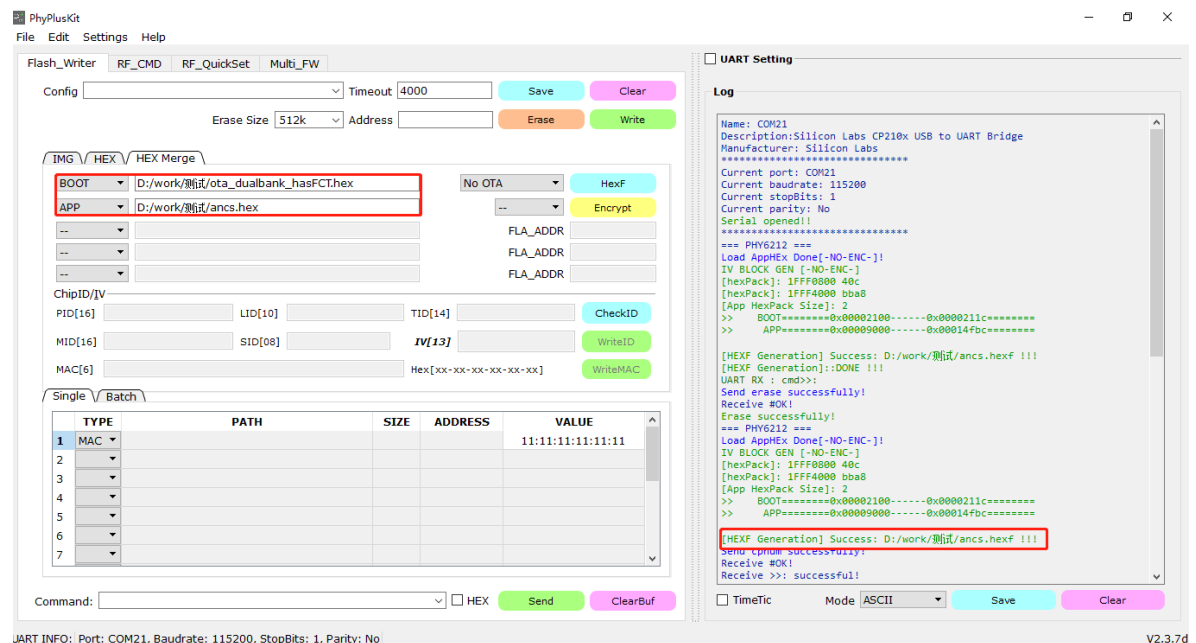 PhyPlusKit
File Edit Settings Help
Flash_Writer RF_CMD RF_QuickSet Multi_FW
Config Timeout 4000 Save Clear
Erase Size 512k Address Erase Write
IMG HEX HEX Merge
BOOT D:/work/测试/ota_dualbank_hasFCT.hex No OTA HexF
APP D:/work/测试/ancs.hex -- Encrypt
-- FLA_ADDR
-- FLA_ADDR
-- FLA_ADDR
ChipID/IV
PID[16] LID[10] TID[14] CheckID
MID[16] SID[08] IV[13] WriteID
MAC[6] Hex[xx-xx-xx-xx-xx-xx] WriteMAC
Single Batch
TYPE PATH SIZE ADDRESS VALUE
1 MAC 11:11:11:11:11:11
2
3
4
5
6
7
Command: HEX Send ClearBuf
UART Setting
Log
Name: COM21
Description:Silicon Labs CP210x USB to UART Bridge
Manufacturer: Silicon Labs
*******************************
Current port: COM21
Current baudrate: 115200
Current stopBits: 1
Current parity: No
Serial opened!!
*******************************
=== PHY6212 ===
Load AppHEx Done[-NO-ENC-]!
IV BLOCK GEN [-NO-ENC-]
[hexPack]: 1FFF0800 40c
[hexPack]: 1FFF4000 bba8
[App HexPack Size]: 2
>> BOOT========0x00002100------0x0000211c========
>> APP========0x00009000------0x00014fbc========
[HEXF Generation] Success: D:/work/测试/ancs.hexf !!!
[HEXF Generation]::DONE !!!
UART RX : cmd>>:
Send erase successfully!
Receive #OK!
Erase successfully!
=== PHY6212 ===
Load AppHEx Done[-NO-ENC-]!
IV BLOCK GEN [-NO-ENC-]
[hexPack]: 1FFF0800 40c
[hexPack]: 1FFF4000 bba8
[App HexPack Size]: 2
>> BOOT========0x00002100------0x0000211c========
>> APP========0x00009000------0x00014fbc========
[HEXF Generation] Success: D:/work/测试/ancs.hexf !!!
Send cpnum successfully!
Receive #OK!
Receive >>: successful!
TimeTic Mode ASCII Save Clear
UART INFO: Port: COM21, Baudrate: 115200, StopBits: 1, Parity: No V2.3.7d